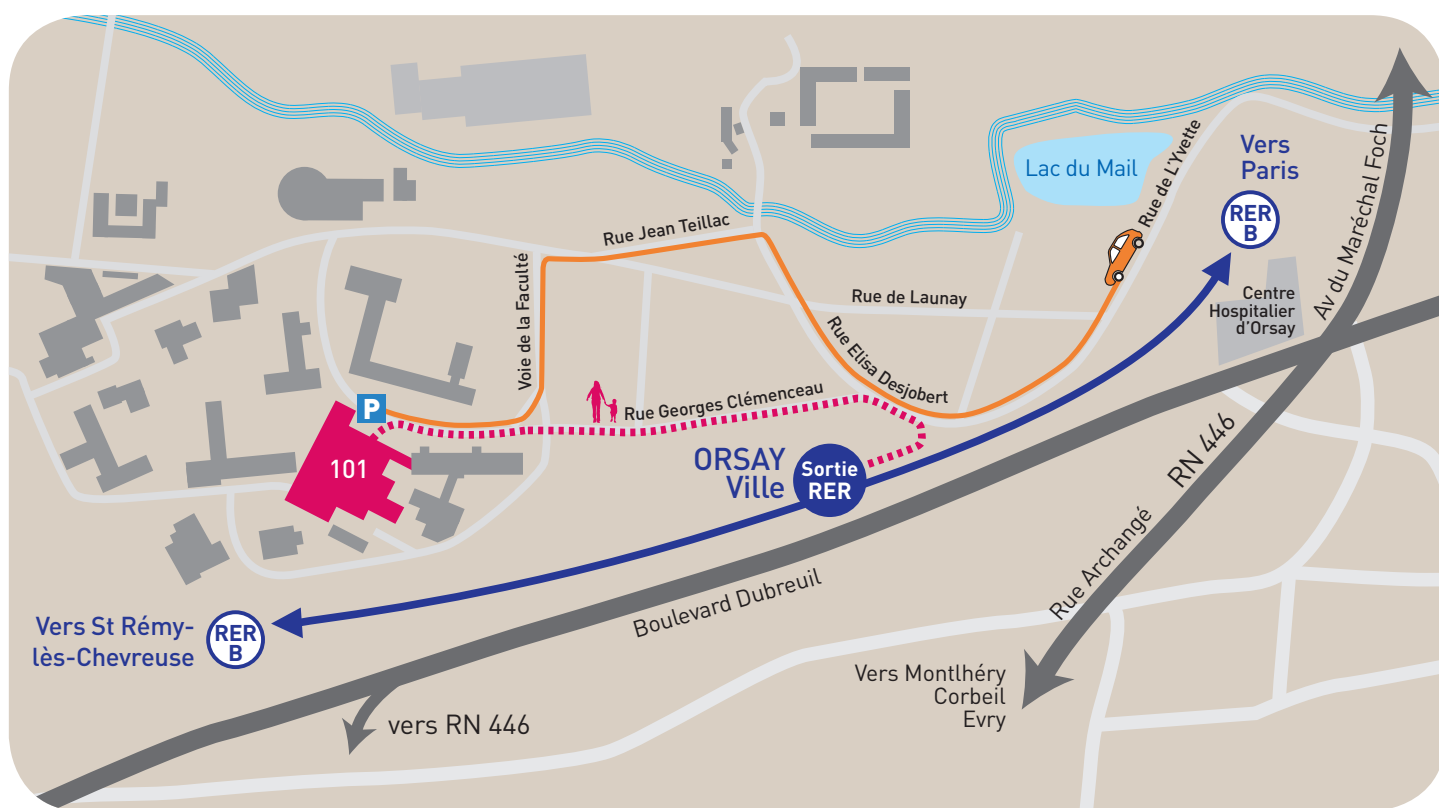 Lac du Mail
Rue de L'Yvette
Vers
Paris
RER
B
Av du Maréchal Foch
Rue Jean Teillac
Voie de la Faculté
Rue de Launay
Centre
Hospitalier
d'Orsay
Rue Elisa Desjobert
P
Rue Georges Clémenceau
101
ORSAY
Ville
Sortie
RER
RN 446
Rue Archangé
Boulevard Dubreuil
Vers St Rémy-
lès-Chevreuse
RER
B
vers RN 446
Vers Montlhéry
Corbeil
Evry